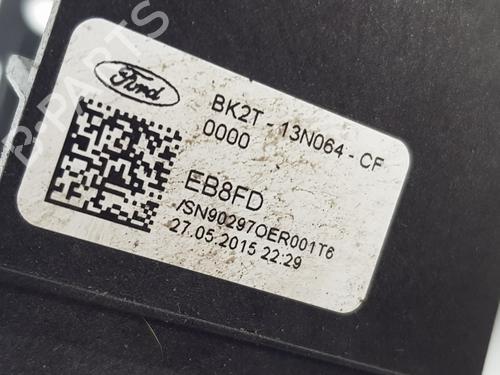 Ford
BK2T - 13N064 - CF
0000
EB8FD
/SN90297OER001T6
27.05.2015 22:29